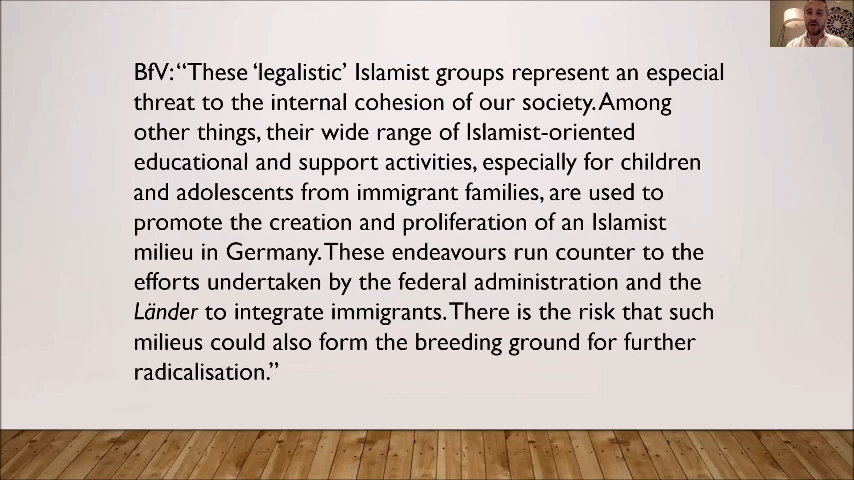 BfV: “These ‘legalistic’ Islamist groups represent an especial
threat to the internal cohesion of our society. Among
other things, their wide range of Islamist-oriented
educational and support activities, especially for children
and adolescents from immigrant families, are used to
promote the creation and proliferation of an Islamist
milieu in Germany. These endeavours run counter to the
efforts undertaken by the federal administration and the
Länder to integrate immigrants. There is the risk that such
milieus could also form the breeding ground for further
radicalisation.”